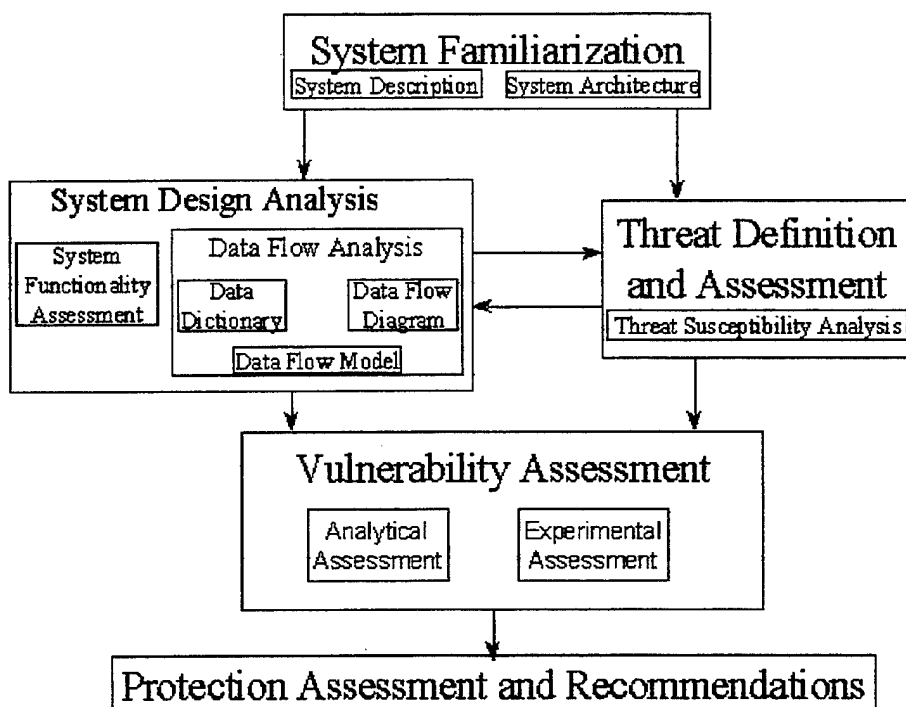 System Familiarization
System Description
System Architecture
System Design Analysis
System
Functionality
Assessment
Data Flow Analysis
Data
Dictionary
Data Flow
Diagram
Data Flow Model
Threat Definition
and Assessment
Threat Susceptibility Analysis
Vulnerability Assessment
Analytical
Assessment
Experimental
Assessment
Protection Assessment and Recommendations